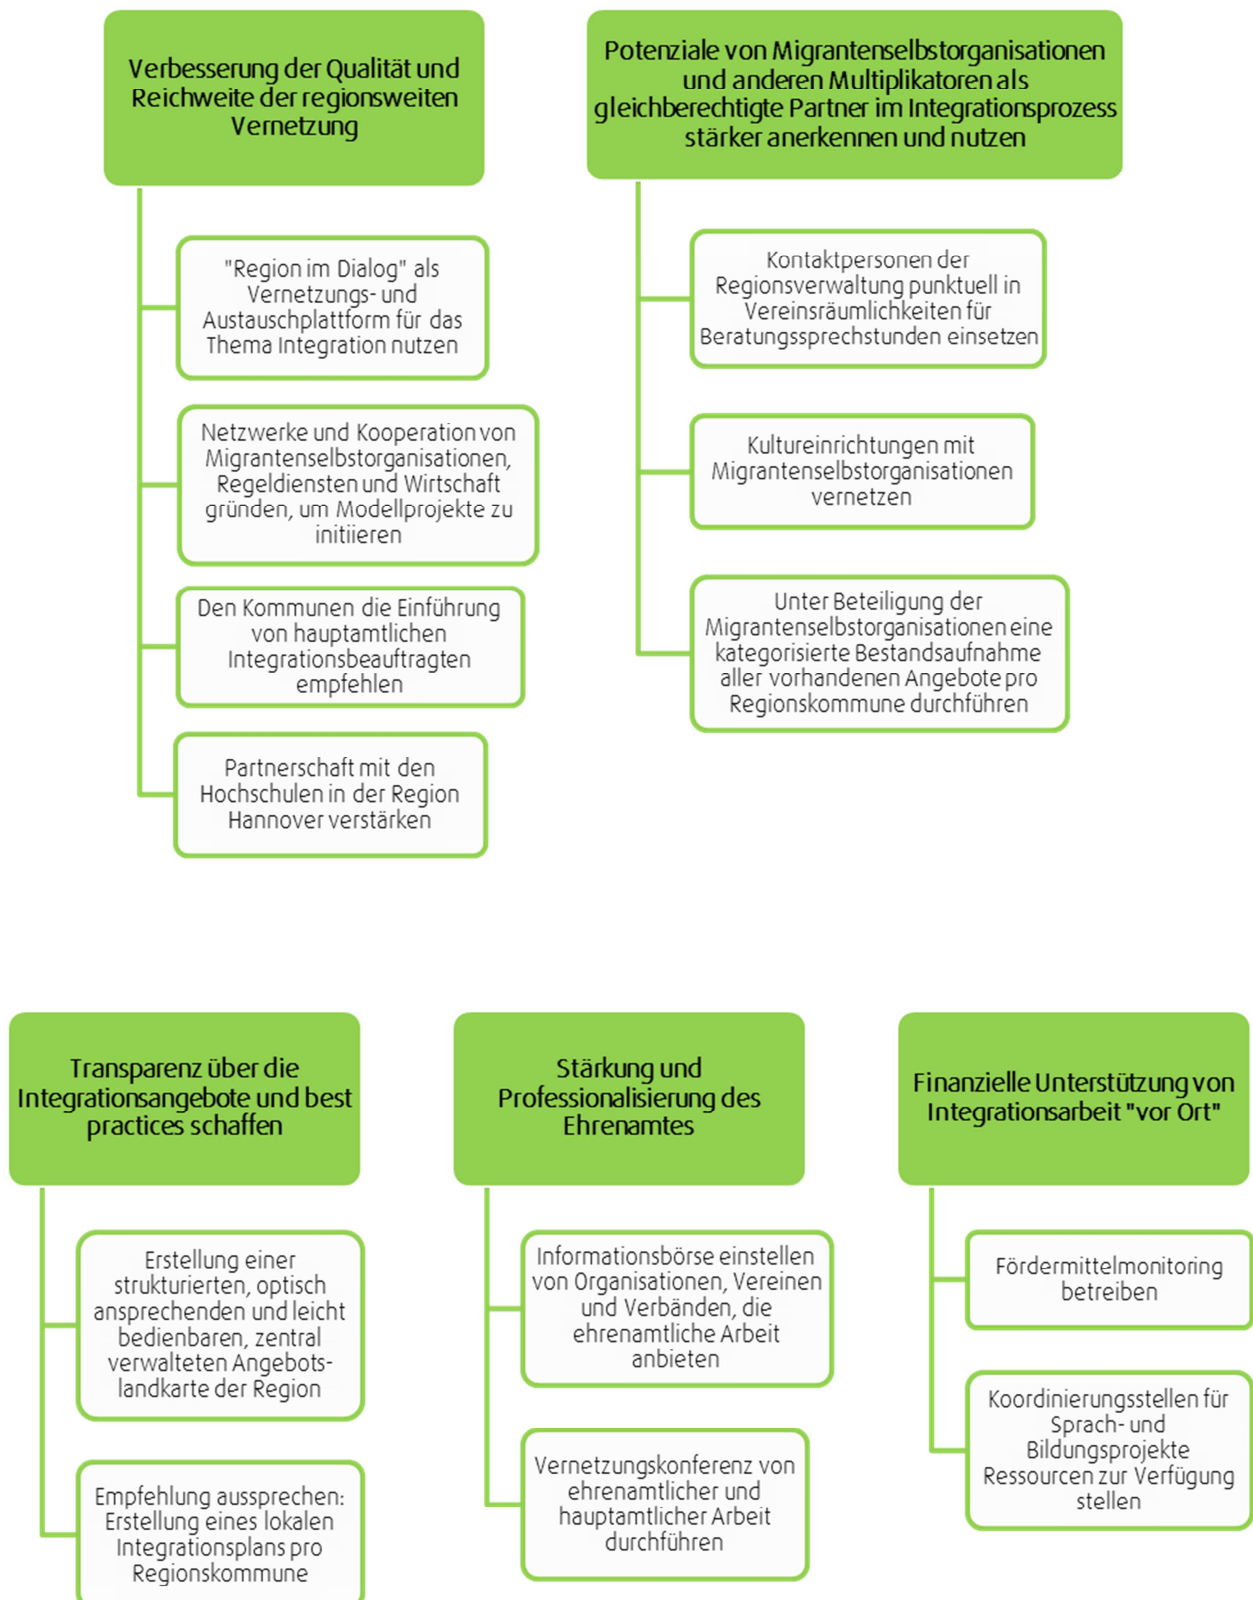 Verbesserung der Qualität und
Reichweite der regionsweiten
Vernetzung
"Region im Dialog" als
Vernetzungs- und
Austauschplattform für das
Thema Integration nutzen
Netzwerke und Kooperation von
Migrantenselbstorganisationen,
Regeldiensten und Wirtschaft
gründen, um Modellprojekte zu
initiieren
Den Kommunen die Einführung
von hauptamtlichen
Integrationsbeauftragten
empfehlen
Partnerschaft mit den
Hochschulen in der Region
Hannover verstärken
Potenziale von Migrantenselbstorganisationen
und anderen Multiplikatoren als
gleichberechtigte Partner im Integrationsprozess
stärker anerkennen und nutzen
Kontaktpersonen der
Regionsverwaltung punktuell in
Vereinsräumlichkeiten für
Beratungssprechstunden einsetzen
Kultureinrichtungen mit
Migrantenselbstorganisationen
vernetzen
Unter Beteiligung der
Migrantenselbstorganisationen eine
kategorisierte Bestandsaufnahme
aller vorhandenen Angebote pro
Regionskommune durchführen
Transparenz über die
Integrationsangebote und best
practices schaffen
Erstellung einer
strukturierten, optisch
ansprechenden und leicht
bedienbaren, zentral
verwalteten Angebots-
landkarte der Region
Empfehlung aussprechen:
Erstellung eines lokalen
Integrationsplans pro
Regionskommune
Stärkung und
Professionalisierung des
Ehrenamtes
Informationsbörse einstellen
von Organisationen, Vereinen
und Verbänden, die
ehrenamtliche Arbeit
anbieten
Vernetzungskonferenz von
ehrenamtlicher und
hauptamtlicher Arbeit
durchführen
Finanzielle Unterstützung von
Integrationsarbeit "vor Ort"
Fördermittelmonitoring
betreiben
Koordinierungsstellen für
Sprach- und
Bildungsprojekte
Ressourcen zur Verfügung
stellen